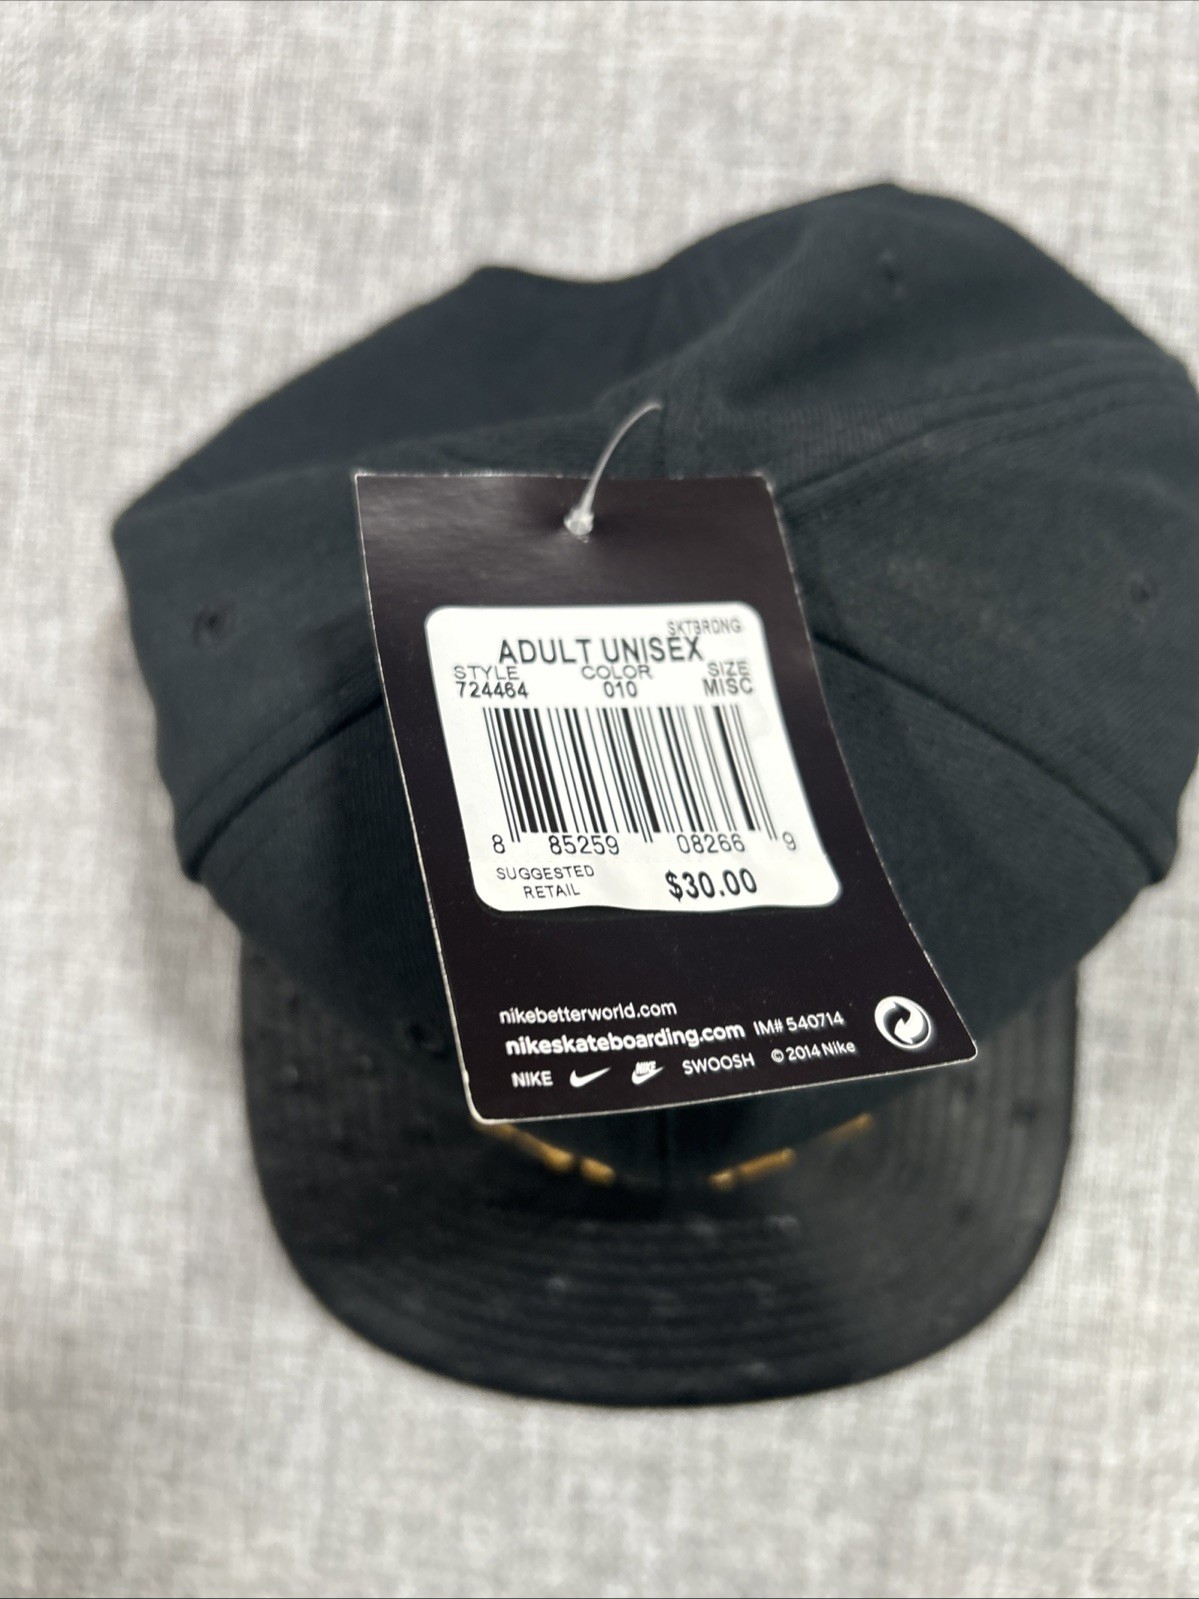 SKTBRDNG
ADULT UNISEX
STYLE COLOR SIZE
724464 010 MISC
8 85259 08266 9
SUGGESTED
RETAIL $30.00
nikebetterworld.com
nikeskateboarding.com IM# 540714
NIKE NIKE SWOOSH © 2014 Nike